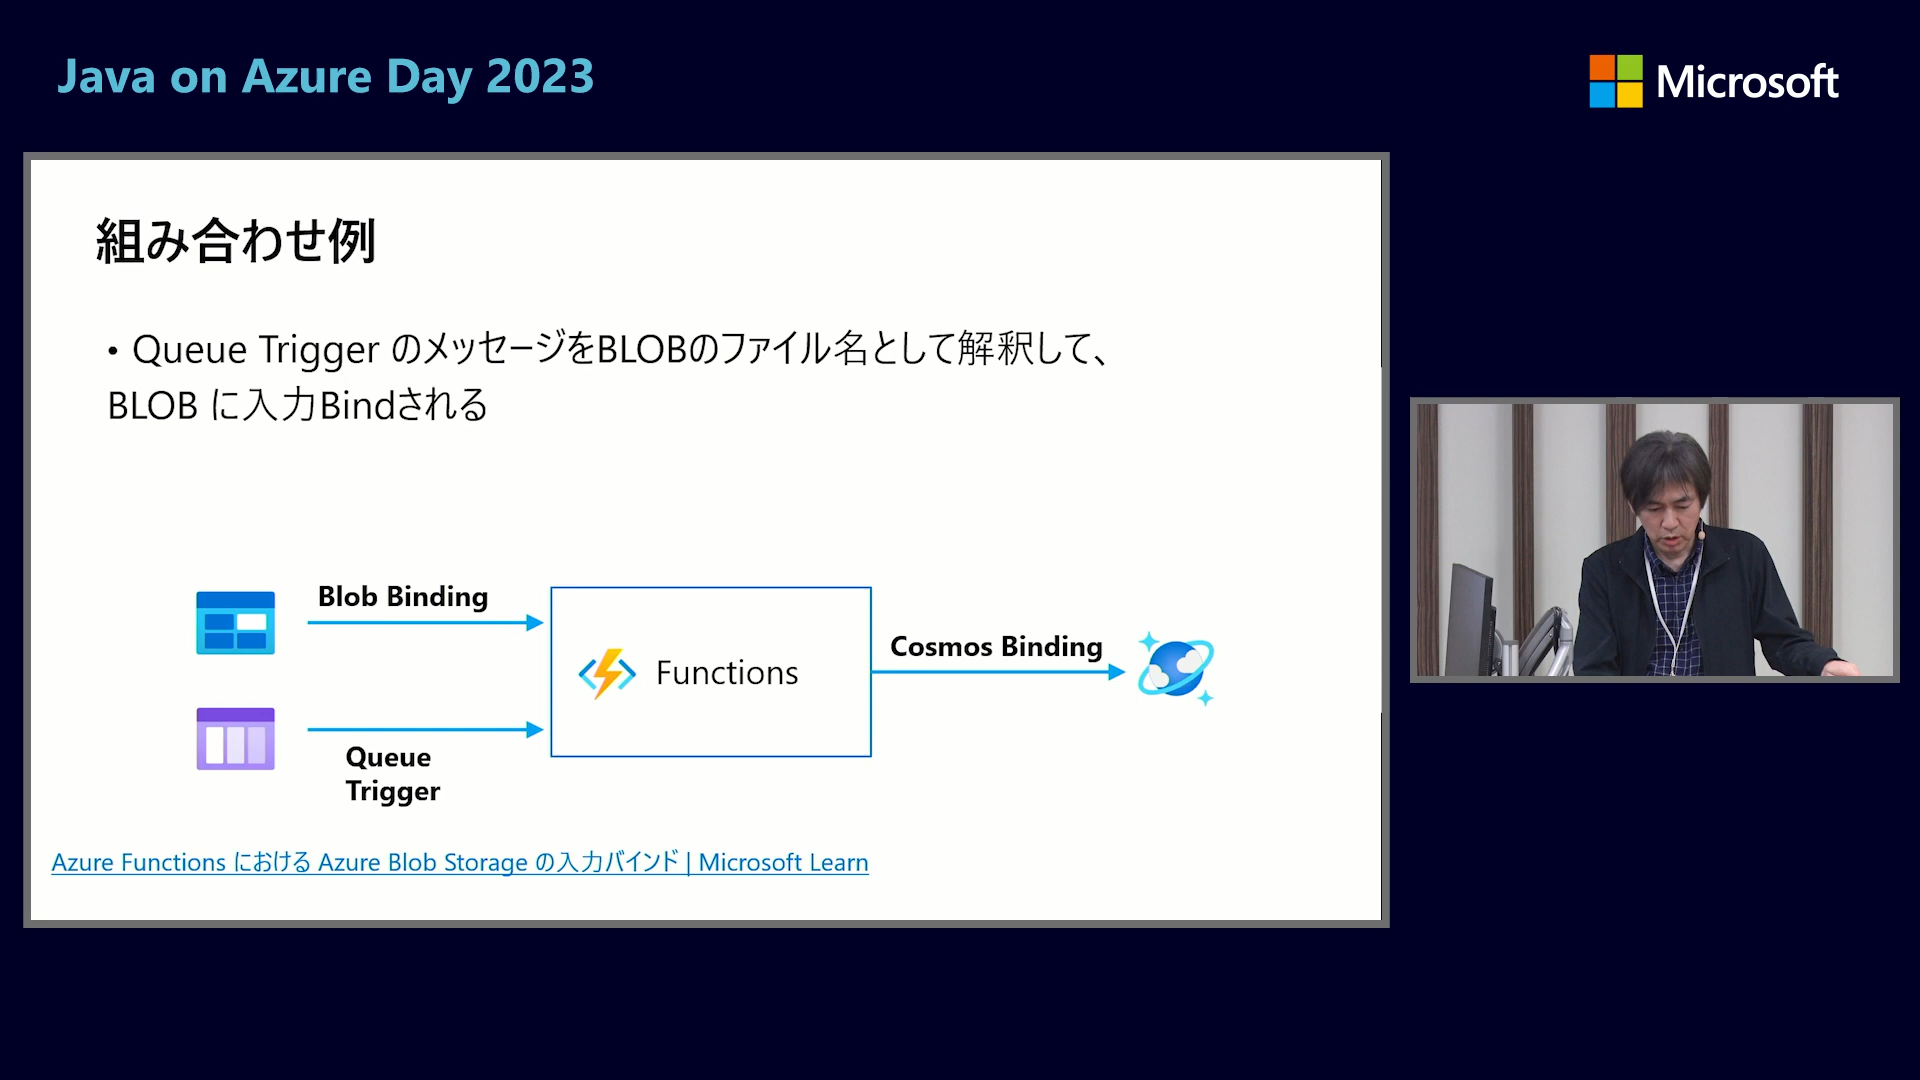 Java on Azure Day 2023
Microsoft
組み合わせ例
• Queue Trigger のメッセージをBLOBのファイル名として解釈して、
BLOB に入力Bindされる
Blob Binding
Functions
Cosmos Binding
Queue
Trigger
Azure Functions における Azure Blob Storage の入力バインド | Microsoft Learn